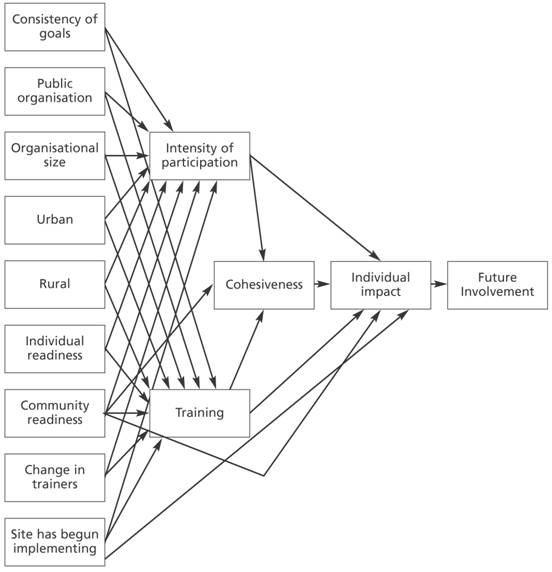 Consistency of
goals
Public
organisation
Organisational
size
Urban
Rural
Individual
readiness
Community
readiness
Change in
trainers
Site has begun
implementing
Intensity of
participation
Training
Cohesiveness
Individual
impact
Future
Involvement